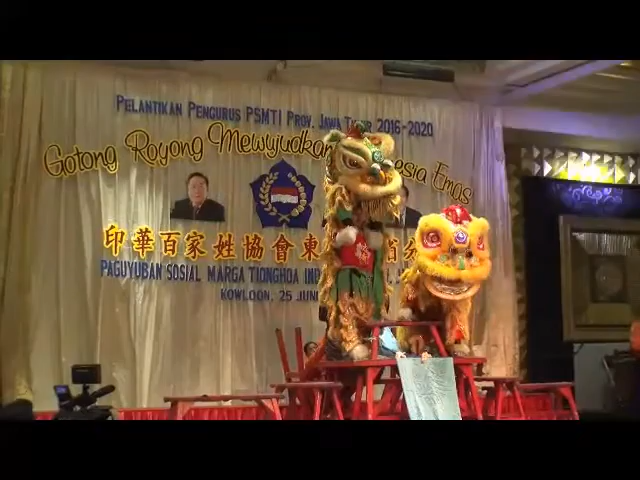 PELANTIKAN PENGURUS PSMTI PROV. JAWA TIMUR 2016-2020
Gotong Royong Mewujudkan Emas
印華百家姓協會東
PAGUYUBAN SOSIAL MARGA TIONGHOA
KOWLOON, 25 JUNI